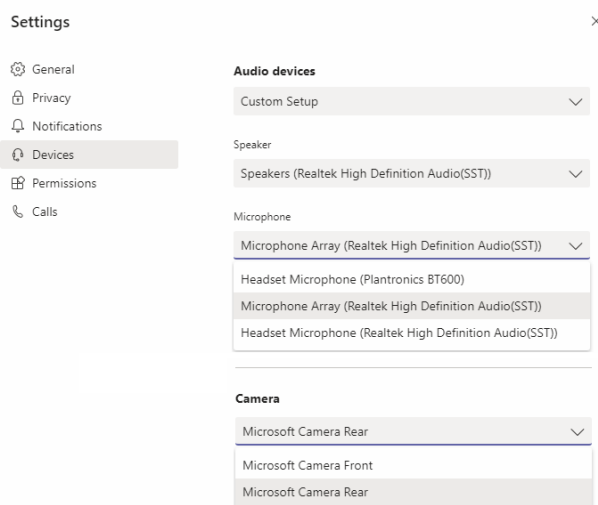 Settings
General
Privacy
Notifications
Devices
Permissions
Calls
Audio devices
Custom Setup
Speaker
Speakers (Realtek High Definition Audio(SST))
Microphone
Microphone Array (Realtek High Definition Audio(SST))
Headset Microphone (Plantronics BT600)
Microphone Array (Realtek High Definition Audio(SST))
Headset Microphone (Realtek High Definition Audio(SST))
Camera
Microsoft Camera Rear
Microsoft Camera Front
Microsoft Camera Rear